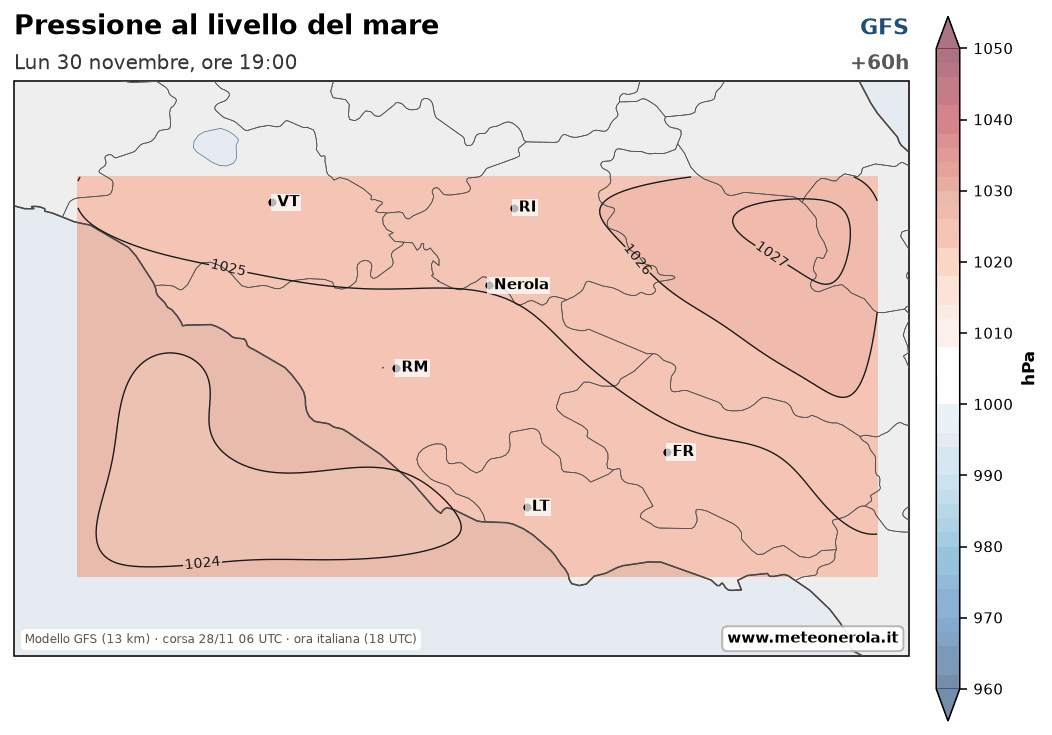 Pressione al livello del mare
GFS
Lun 30 novembre, ore 19:00
+60h
VT
RI
1025
1026
1027
Nerola
RM
FR
LT
1024
Modello GFS (13 km) · corsa 28/11 06 UTC · ora italiana (18 UTC)
www.meteonerola.it
1050
1040
1030
1020
1010
1000
990
980
970
960
hPa